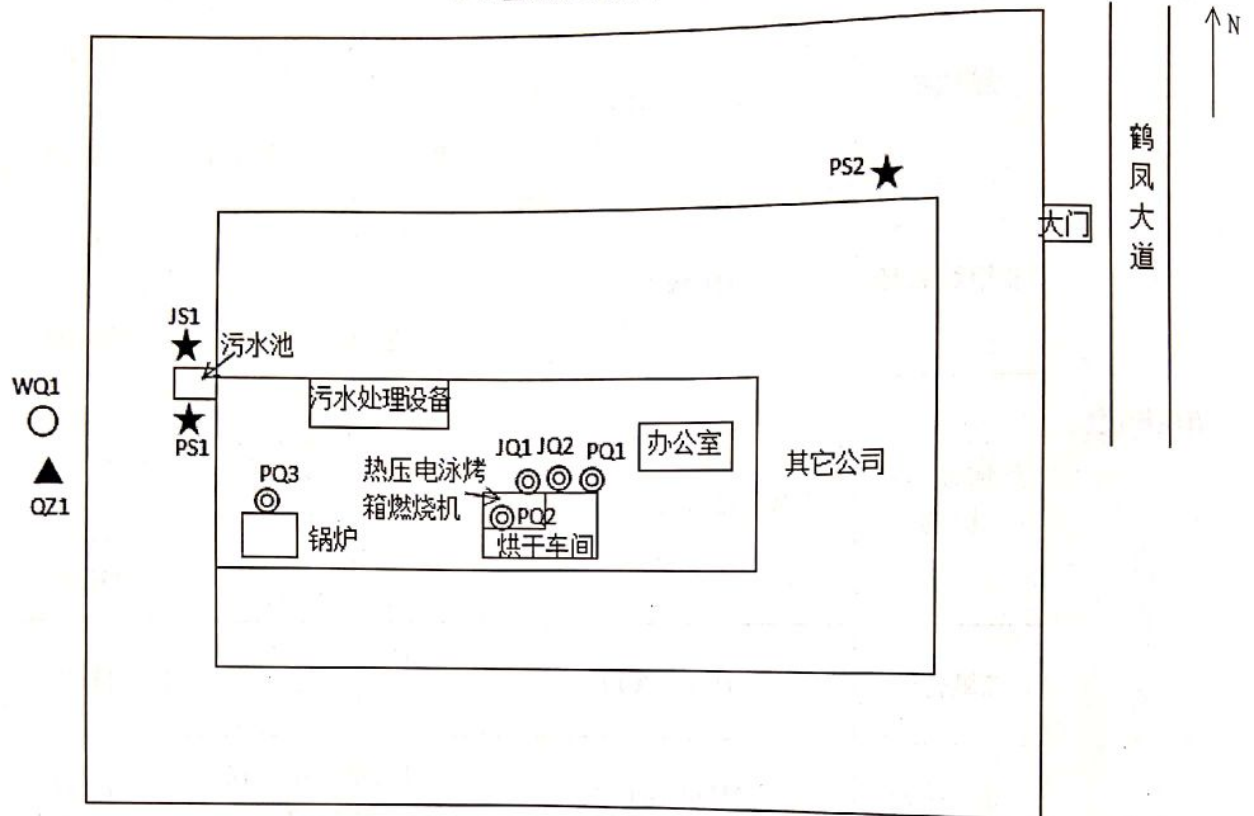 N
鹤凤大道
PS2
大门
JS1
污水池
WQ1
污水处理设备
PS1
办公室
JQ1 JQ2 PQ1
其它公司
热压电泳烤
箱燃烧机
PQ3
QZ1
PQ2
锅炉
烘干车间